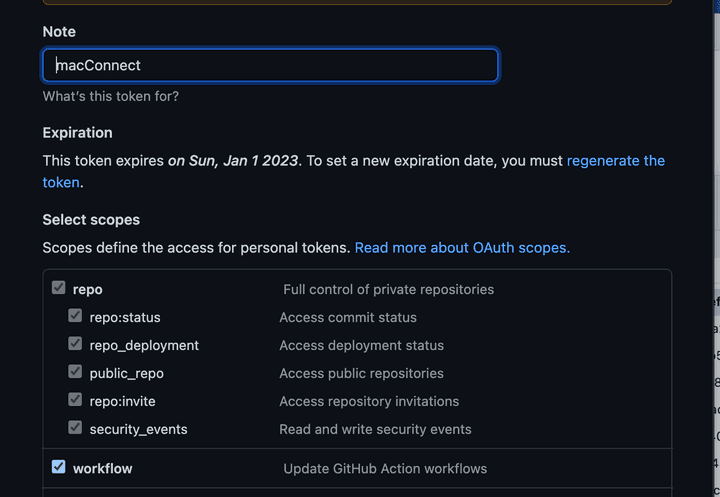 Note
macConnect
What's this token for?
Expiration
This token expires on Sun, Jan 1 2023. To set a new expiration date, you must regenerate the
token.
Select scopes
Scopes define the access for personal tokens. Read more about OAuth scopes.
repo Full control of private repositories
repo:status Access commit status
repo_deployment Access deployment status
public_repo Access public repositories
repo:invite Access repository invitations
security_events Read and write security events
workflow Update GitHub Action workflows